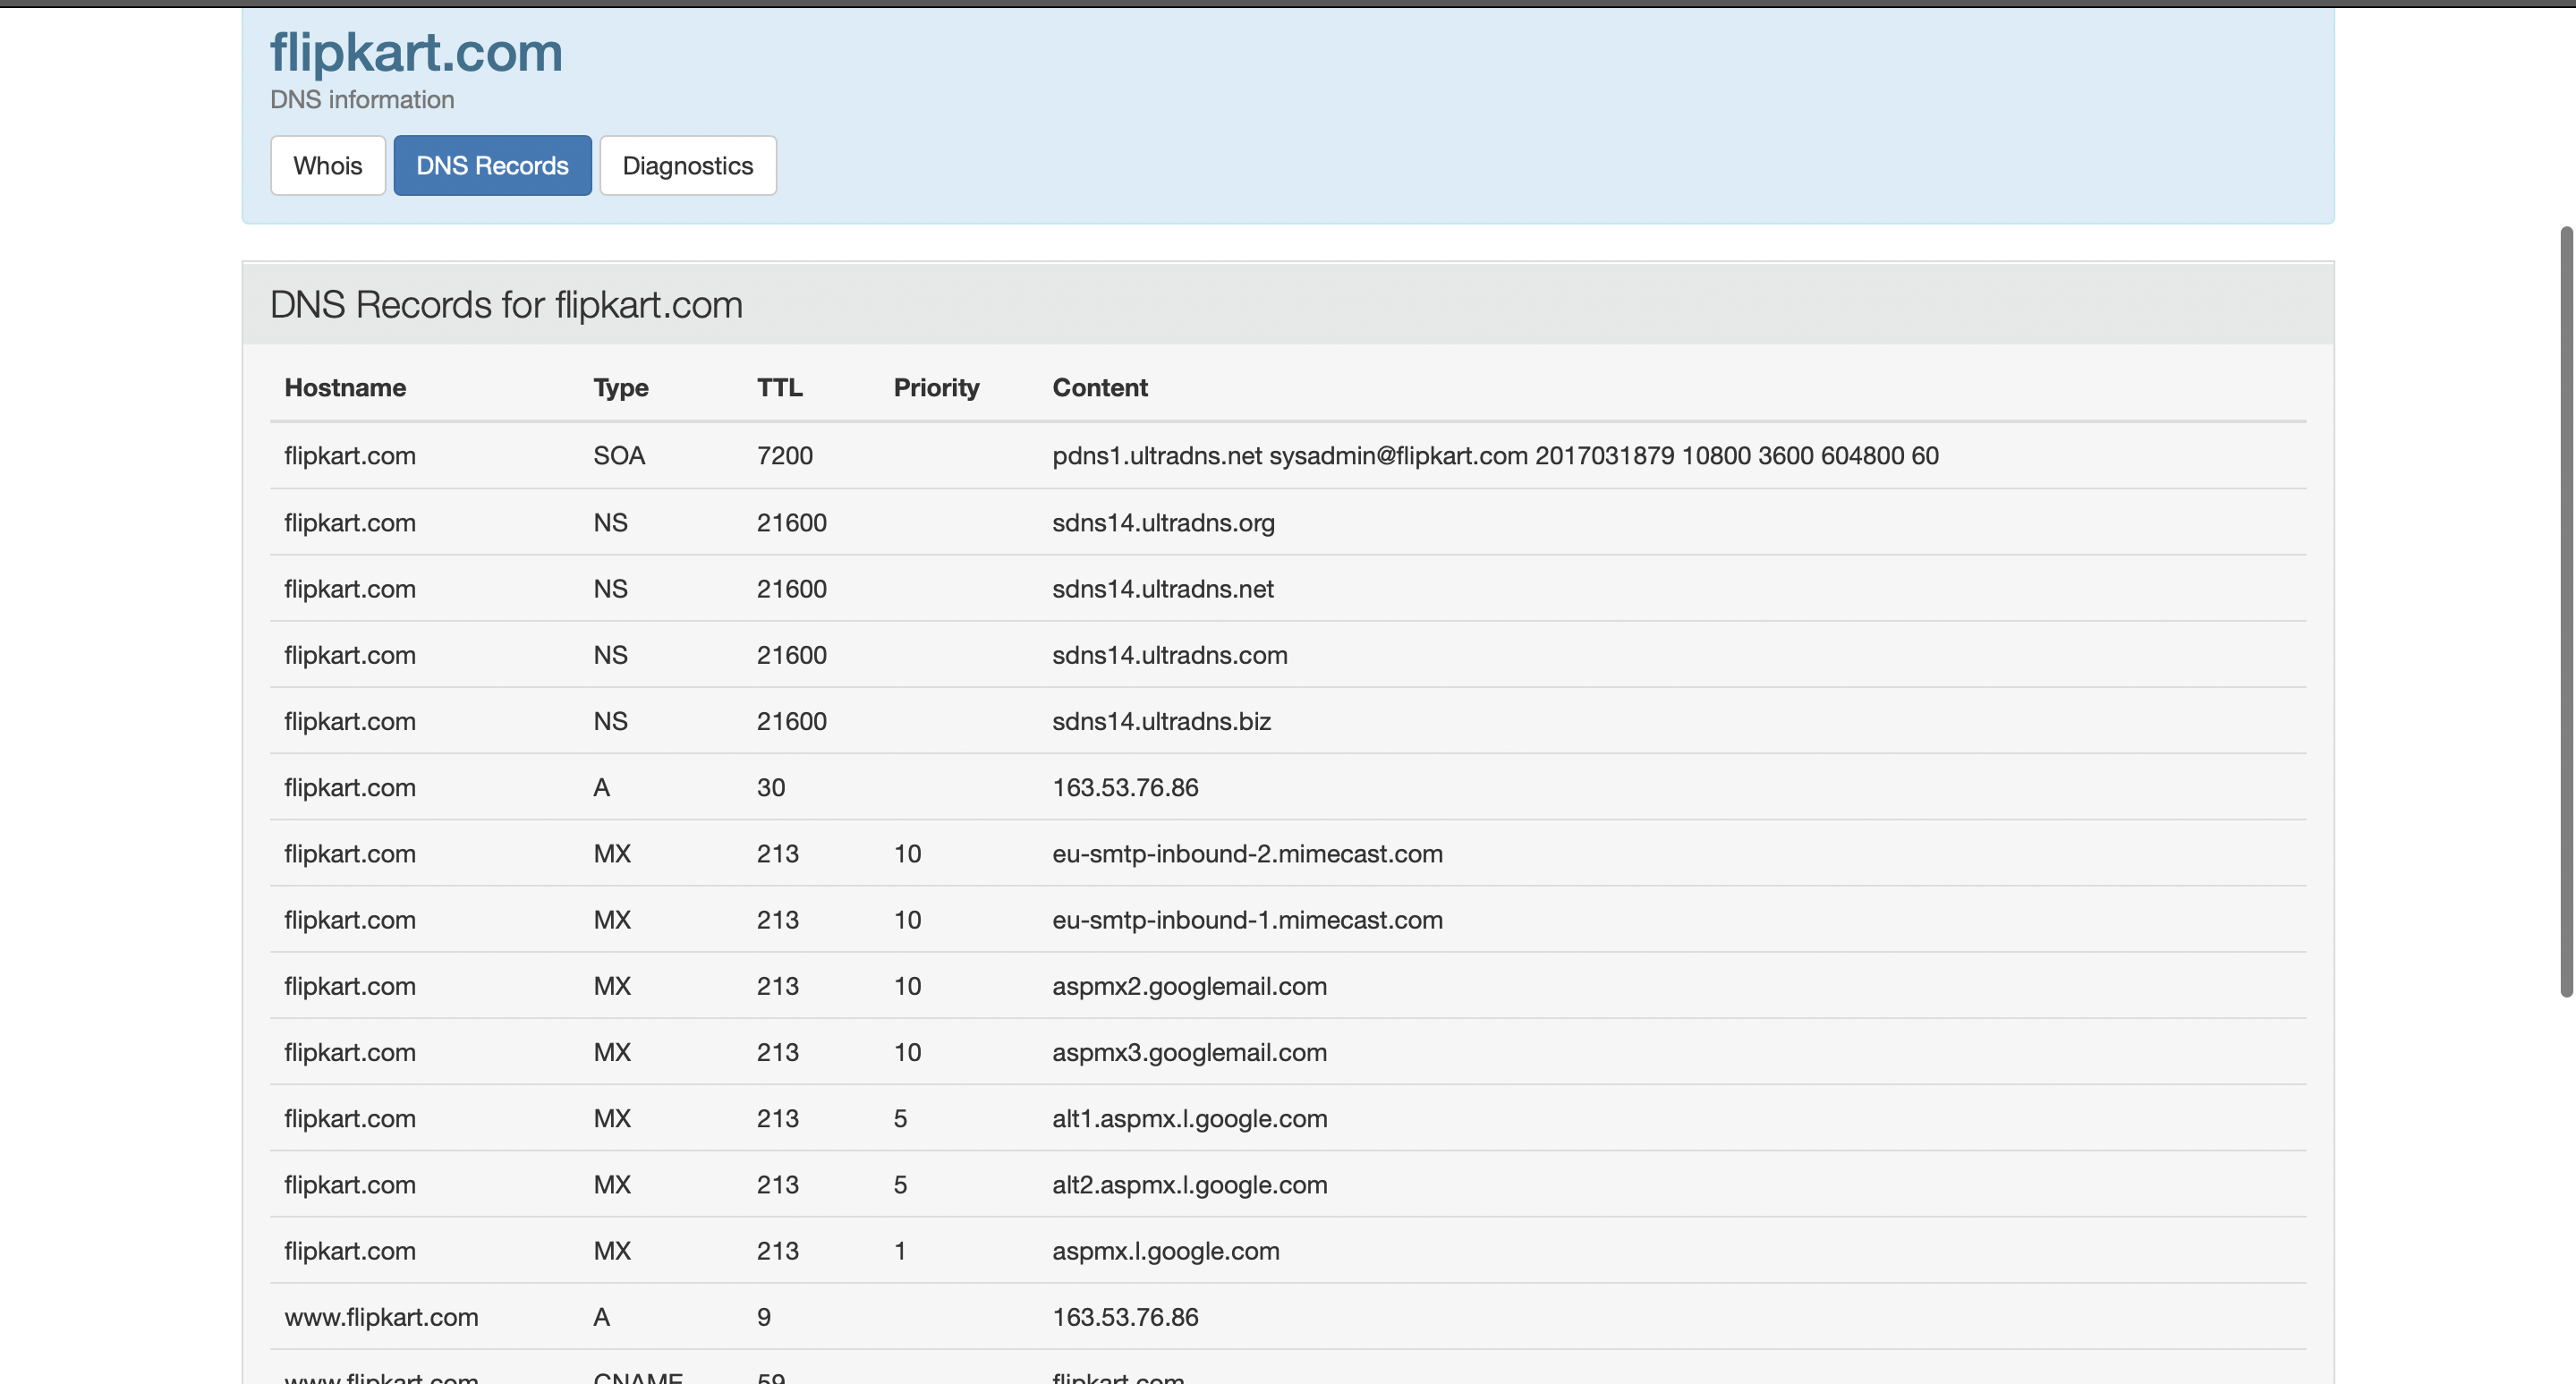 flipkart.com
DNS information
Whois DNS Records Diagnostics
DNS Records for flipkart.com
Hostname Type TTL Priority Content
flipkart.com SOA 7200 pdns1.ultradns.net sysadmin@flipkart.com 2017031879 10800 3600 604800 60
flipkart.com NS 21600 sdns14.ultradns.org
flipkart.com NS 21600 sdns14.ultradns.net
flipkart.com NS 21600 sdns14.ultradns.com
flipkart.com NS 21600 sdns14.ultradns.biz
flipkart.com A 30 163.53.76.86
flipkart.com MX 213 10 eu-smtp-inbound-2.mimecast.com
flipkart.com MX 213 10 eu-smtp-inbound-1.mimecast.com
flipkart.com MX 213 10 aspmx2.googlemail.com
flipkart.com MX 213 10 aspmx3.googlemail.com
flipkart.com MX 213 5 alt1.aspmx.l.google.com
flipkart.com MX 213 5 alt2.aspmx.l.google.com
flipkart.com MX 213 1 aspmx.l.google.com
www.flipkart.com A 9 163.53.76.86
www.flipkart.com CNAME 59 flipkart.com